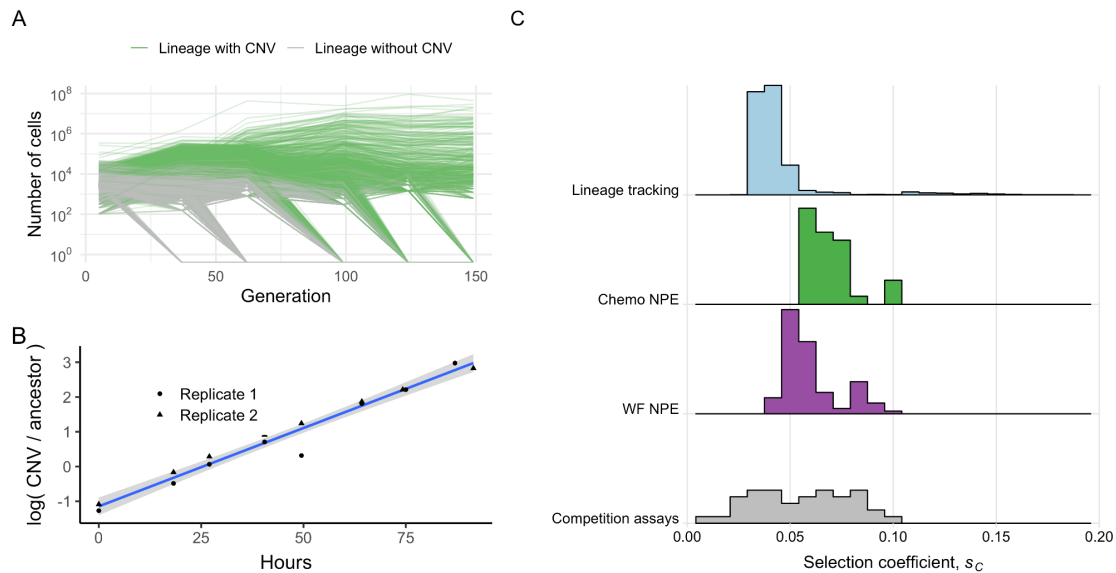 A
Lineage with CNV
Lineage without CNV
Number of cells
10^8
10^6
10^4
10^2
10^0
0
50
100
150
Generation
B
log( CNV / ancestor )
3
2
1
0
-1
Replicate 1
Replicate 2
0
25
50
75
Hours
C
Lineage tracking
Chemo NPE
WF NPE
Competition assays
0.00
0.05
0.10
0.15
0.20
Selection coefficient, s_C